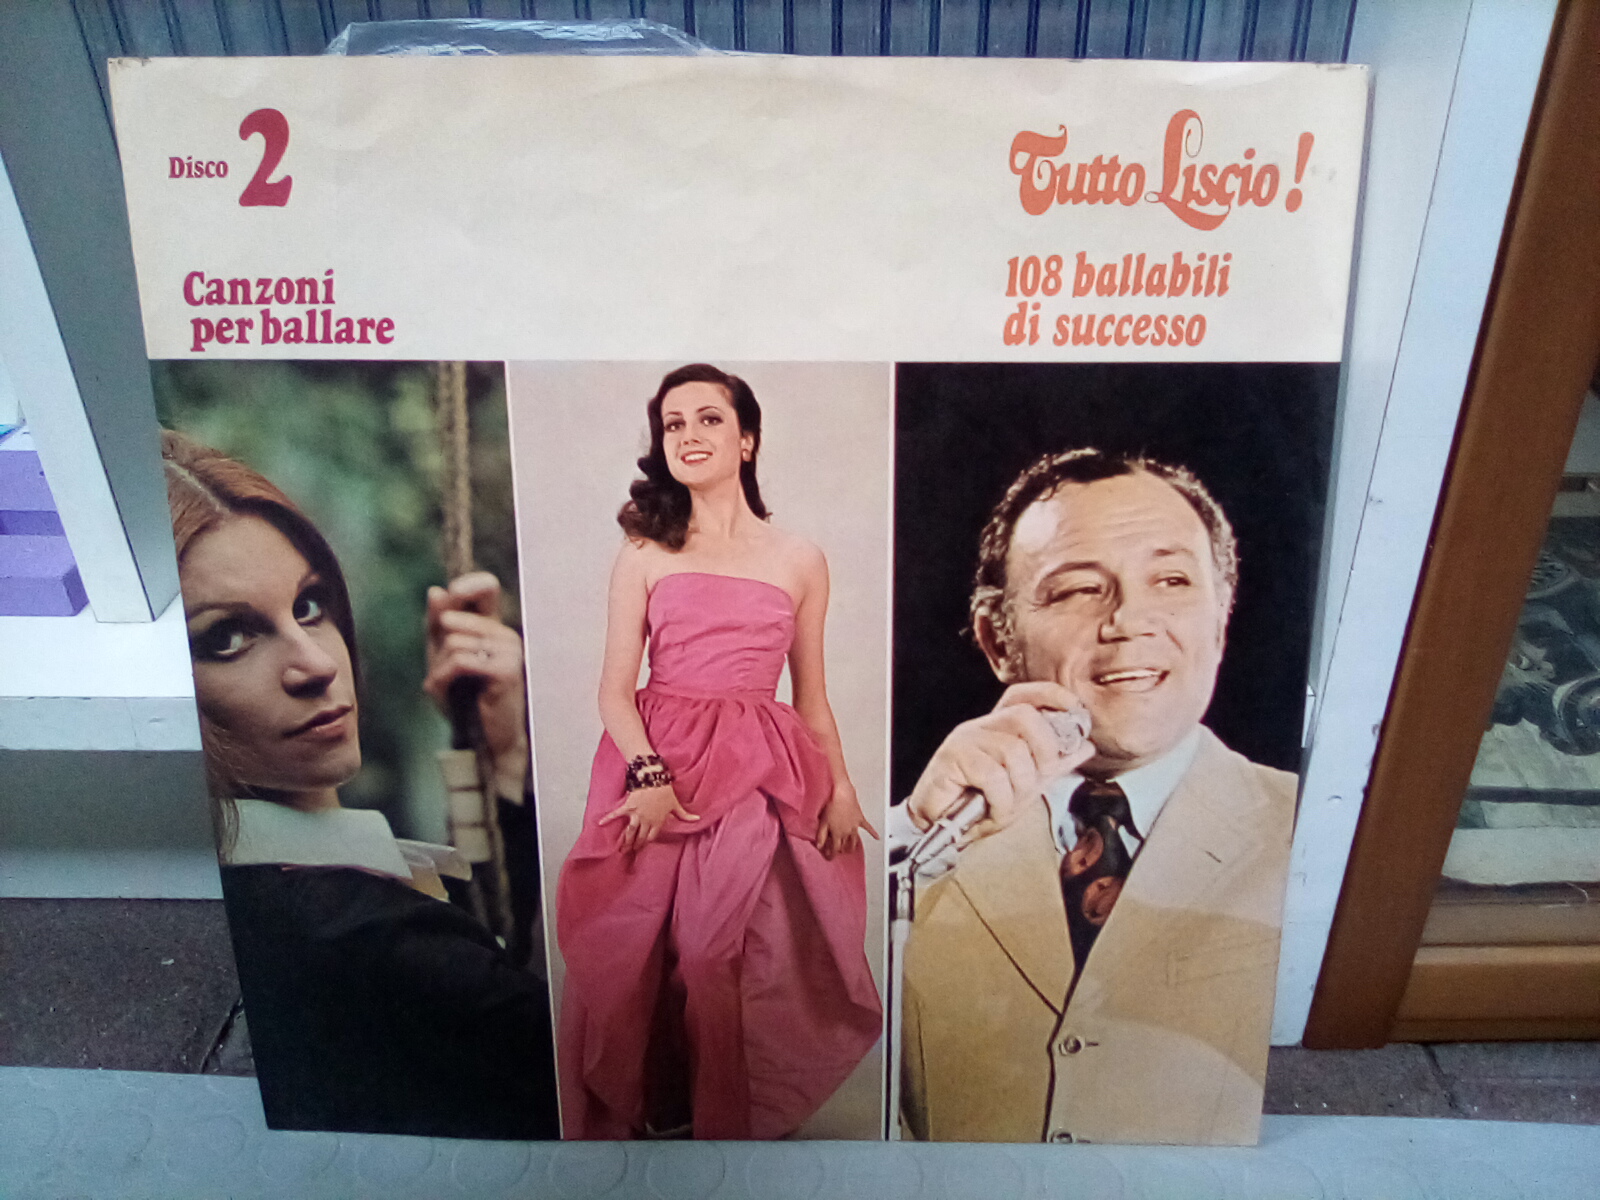 Disco 2
Canzoni
per ballare
Tutto Liscio!
108 ballabili
di successo